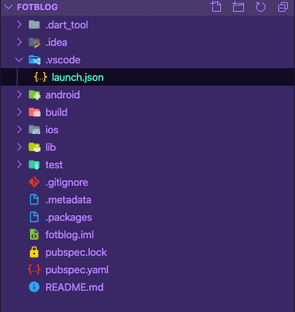 FOTBLOG
.dart_tool
.idea
.vscode
launch.json
android
build
ios
lib
test
.gitignore
.metadata
.packages
fotblog.iml
pubspec.lock
pubspec.yaml
README.md